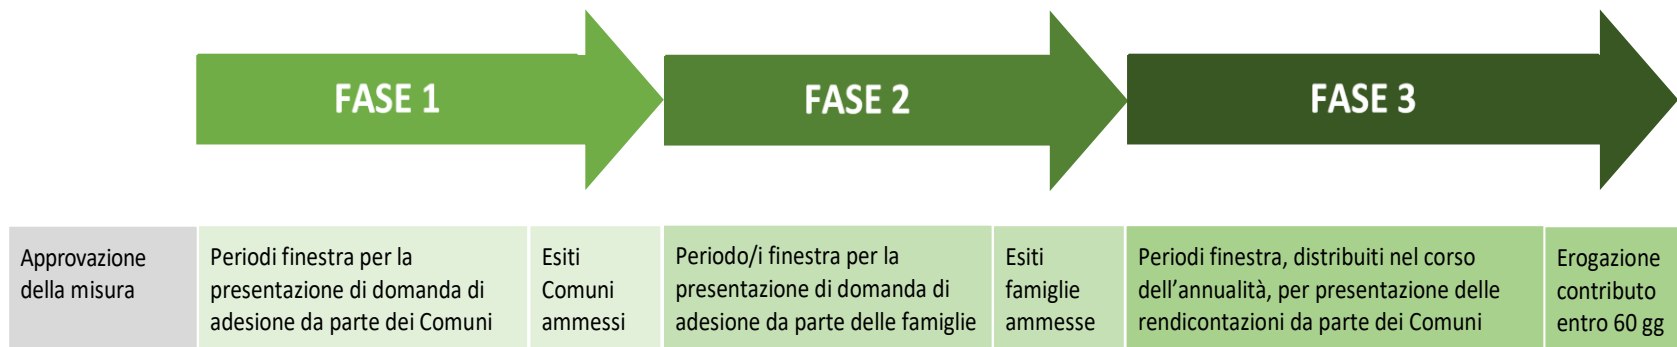 FASE 1
FASE 2
FASE 3
Approvazione
della misura
Periodi finestra per la
presentazione di domanda di
adesione da parte dei Comuni
Esiti
Comuni
ammessi
Periodo/i finestra per la
presentazione di domanda di
adesione da parte delle famiglie
Esiti
famiglie
ammesse
Periodi finestra, distribuiti nel corso
dell’annualità, per presentazione delle
rendicontazioni da parte dei Comuni
Erogazione
contributo
entro 60 gg